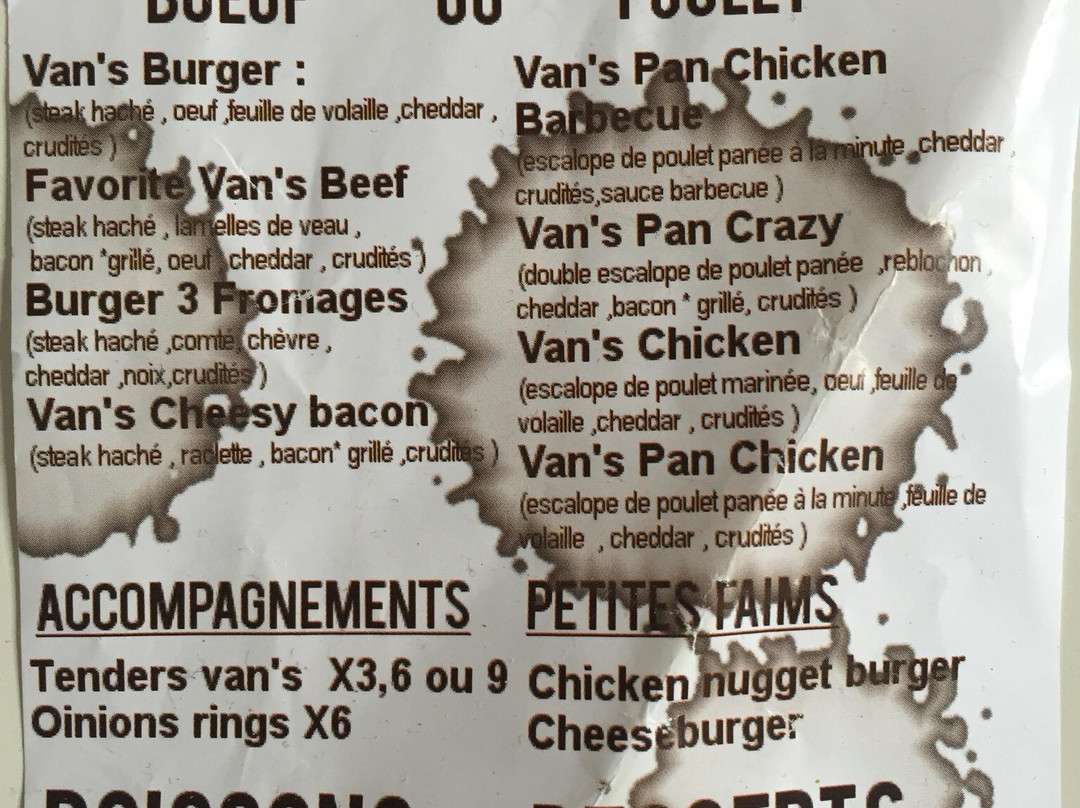 BOEUF OU POULET
Van's Burger :
(steak haché , oeuf ,feuille de volaille ,cheddar ,
crudités )
Favorite Van's Beef
(steak haché , lamelles de veau ,
bacon *grillé, oeuf ,cheddar , crudités )
Burger 3 Fromages
(steak haché ,comté, chèvre ,
cheddar ,noix,crudités )
Van's Cheesy bacon
(steak haché , raclette , bacon* grillé ,crudités )
Van's Pan Chicken
Barbecue
(escalope de poulet panée à la minute ,cheddar ,
crudités,sauce barbecue )
Van's Pan Crazy
(double escalope de poulet panée ,reblochon ,
cheddar ,bacon * grillé, crudités )
Van's Chicken
(escalope de poulet marinée, oeuf ,feuille de
volaille ,cheddar , crudités )
Van's Pan Chicken
(escalope de poulet panée à la minute ,feuille de
volaille , cheddar , crudités )
ACCOMPAGNEMENTS
Tenders van's X3,6 ou 9
Oinions rings X6
PETITES FAIMS
Chicken nugget burger
Cheeseburger
BOISSONS DESSERTS